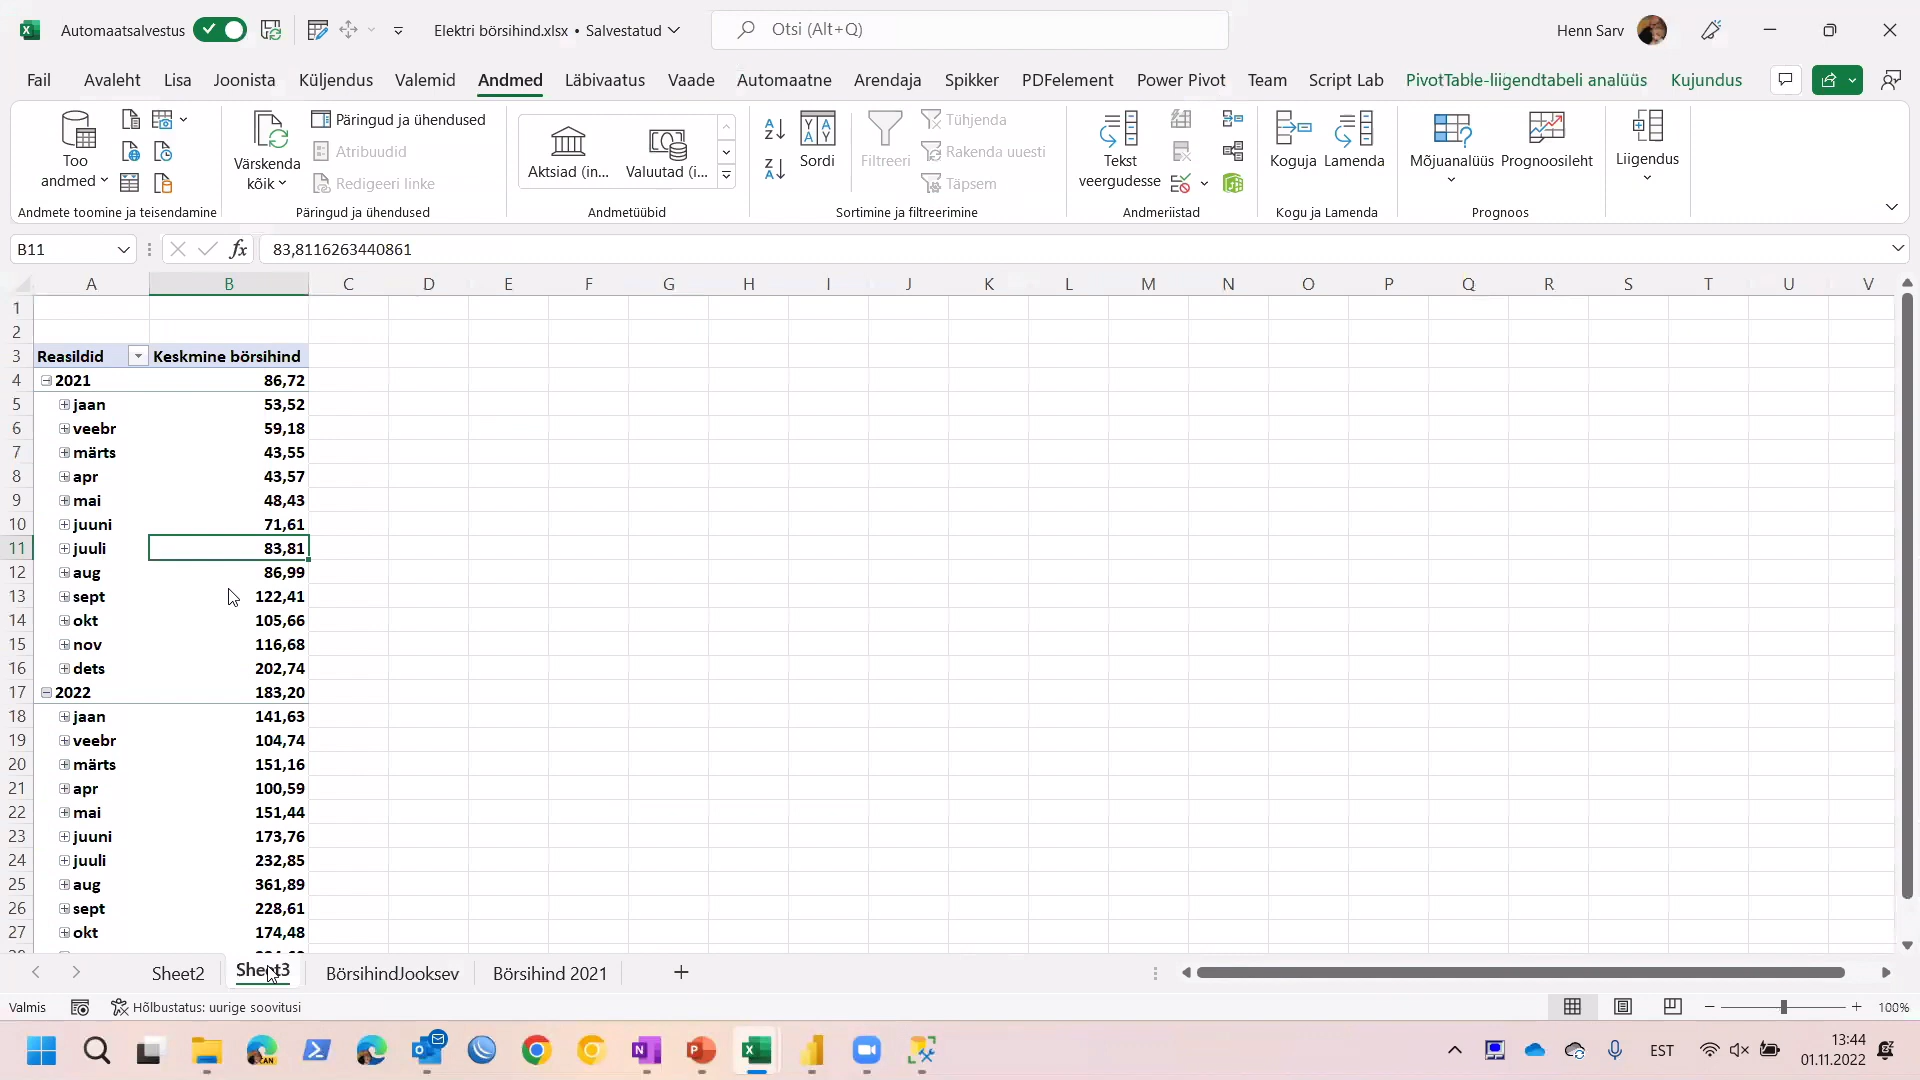 Automaatsalvestus
Elektri börsihind.xlsx • Salvestatud
Otsi (Alt+Q)
Henn Sarv
Fail Avaleht Lisa Joonista Küljendus Valemid Andmed Läbivaatus Vaade Automaatne Arendaja Spikker PDFelement Power Pivot Team Script Lab PivotTable-liigendtabeli analüüs Kujundus
Too andmed
Andmete toomine ja teisendamine
Värskenda kõik
Päringud ja ühendused
Atribuudid
Redigeeri linke
Päringud ja ühendused
Aktsiad (in...
Valuutad (i...
Andmetüübid
Sordi
Filtreeri
Tühjenda
Rakenda uuesti
Täpsem
Sortimine ja filtreerimine
Tekst veergudesse
Andmeriistad
Koguja Lamenda
Kogu ja Lamenda
Mõjuanalüüs Prognoosileht
Prognoos
Liigendus
B11
fx
83,8116263440861
A B C D E F G H I J K L M N O P Q R S T U V
1
2
3 Reasildid Keskmine börsihind
4 2021 86,72
5 jaan 53,52
6 veebr 59,18
7 märts 43,55
8 apr 43,57
9 mai 48,43
10 juuni 71,61
11 juuli 83,81
12 aug 86,99
13 sept 122,41
14 okt 105,66
15 nov 116,68
16 dets 202,74
17 2022 183,20
18 jaan 141,63
19 veebr 104,74
20 märts 151,16
21 apr 100,59
22 mai 151,44
23 juuni 173,76
24 juuli 232,85
25 aug 361,89
26 sept 228,61
27 okt 174,48
Sheet2 Sheet3 BörsihindJooksev Börsihind 2021
Valmis
Hõlbustatus: uurige soovitusi
100%
EST
13:44
01.11.2022